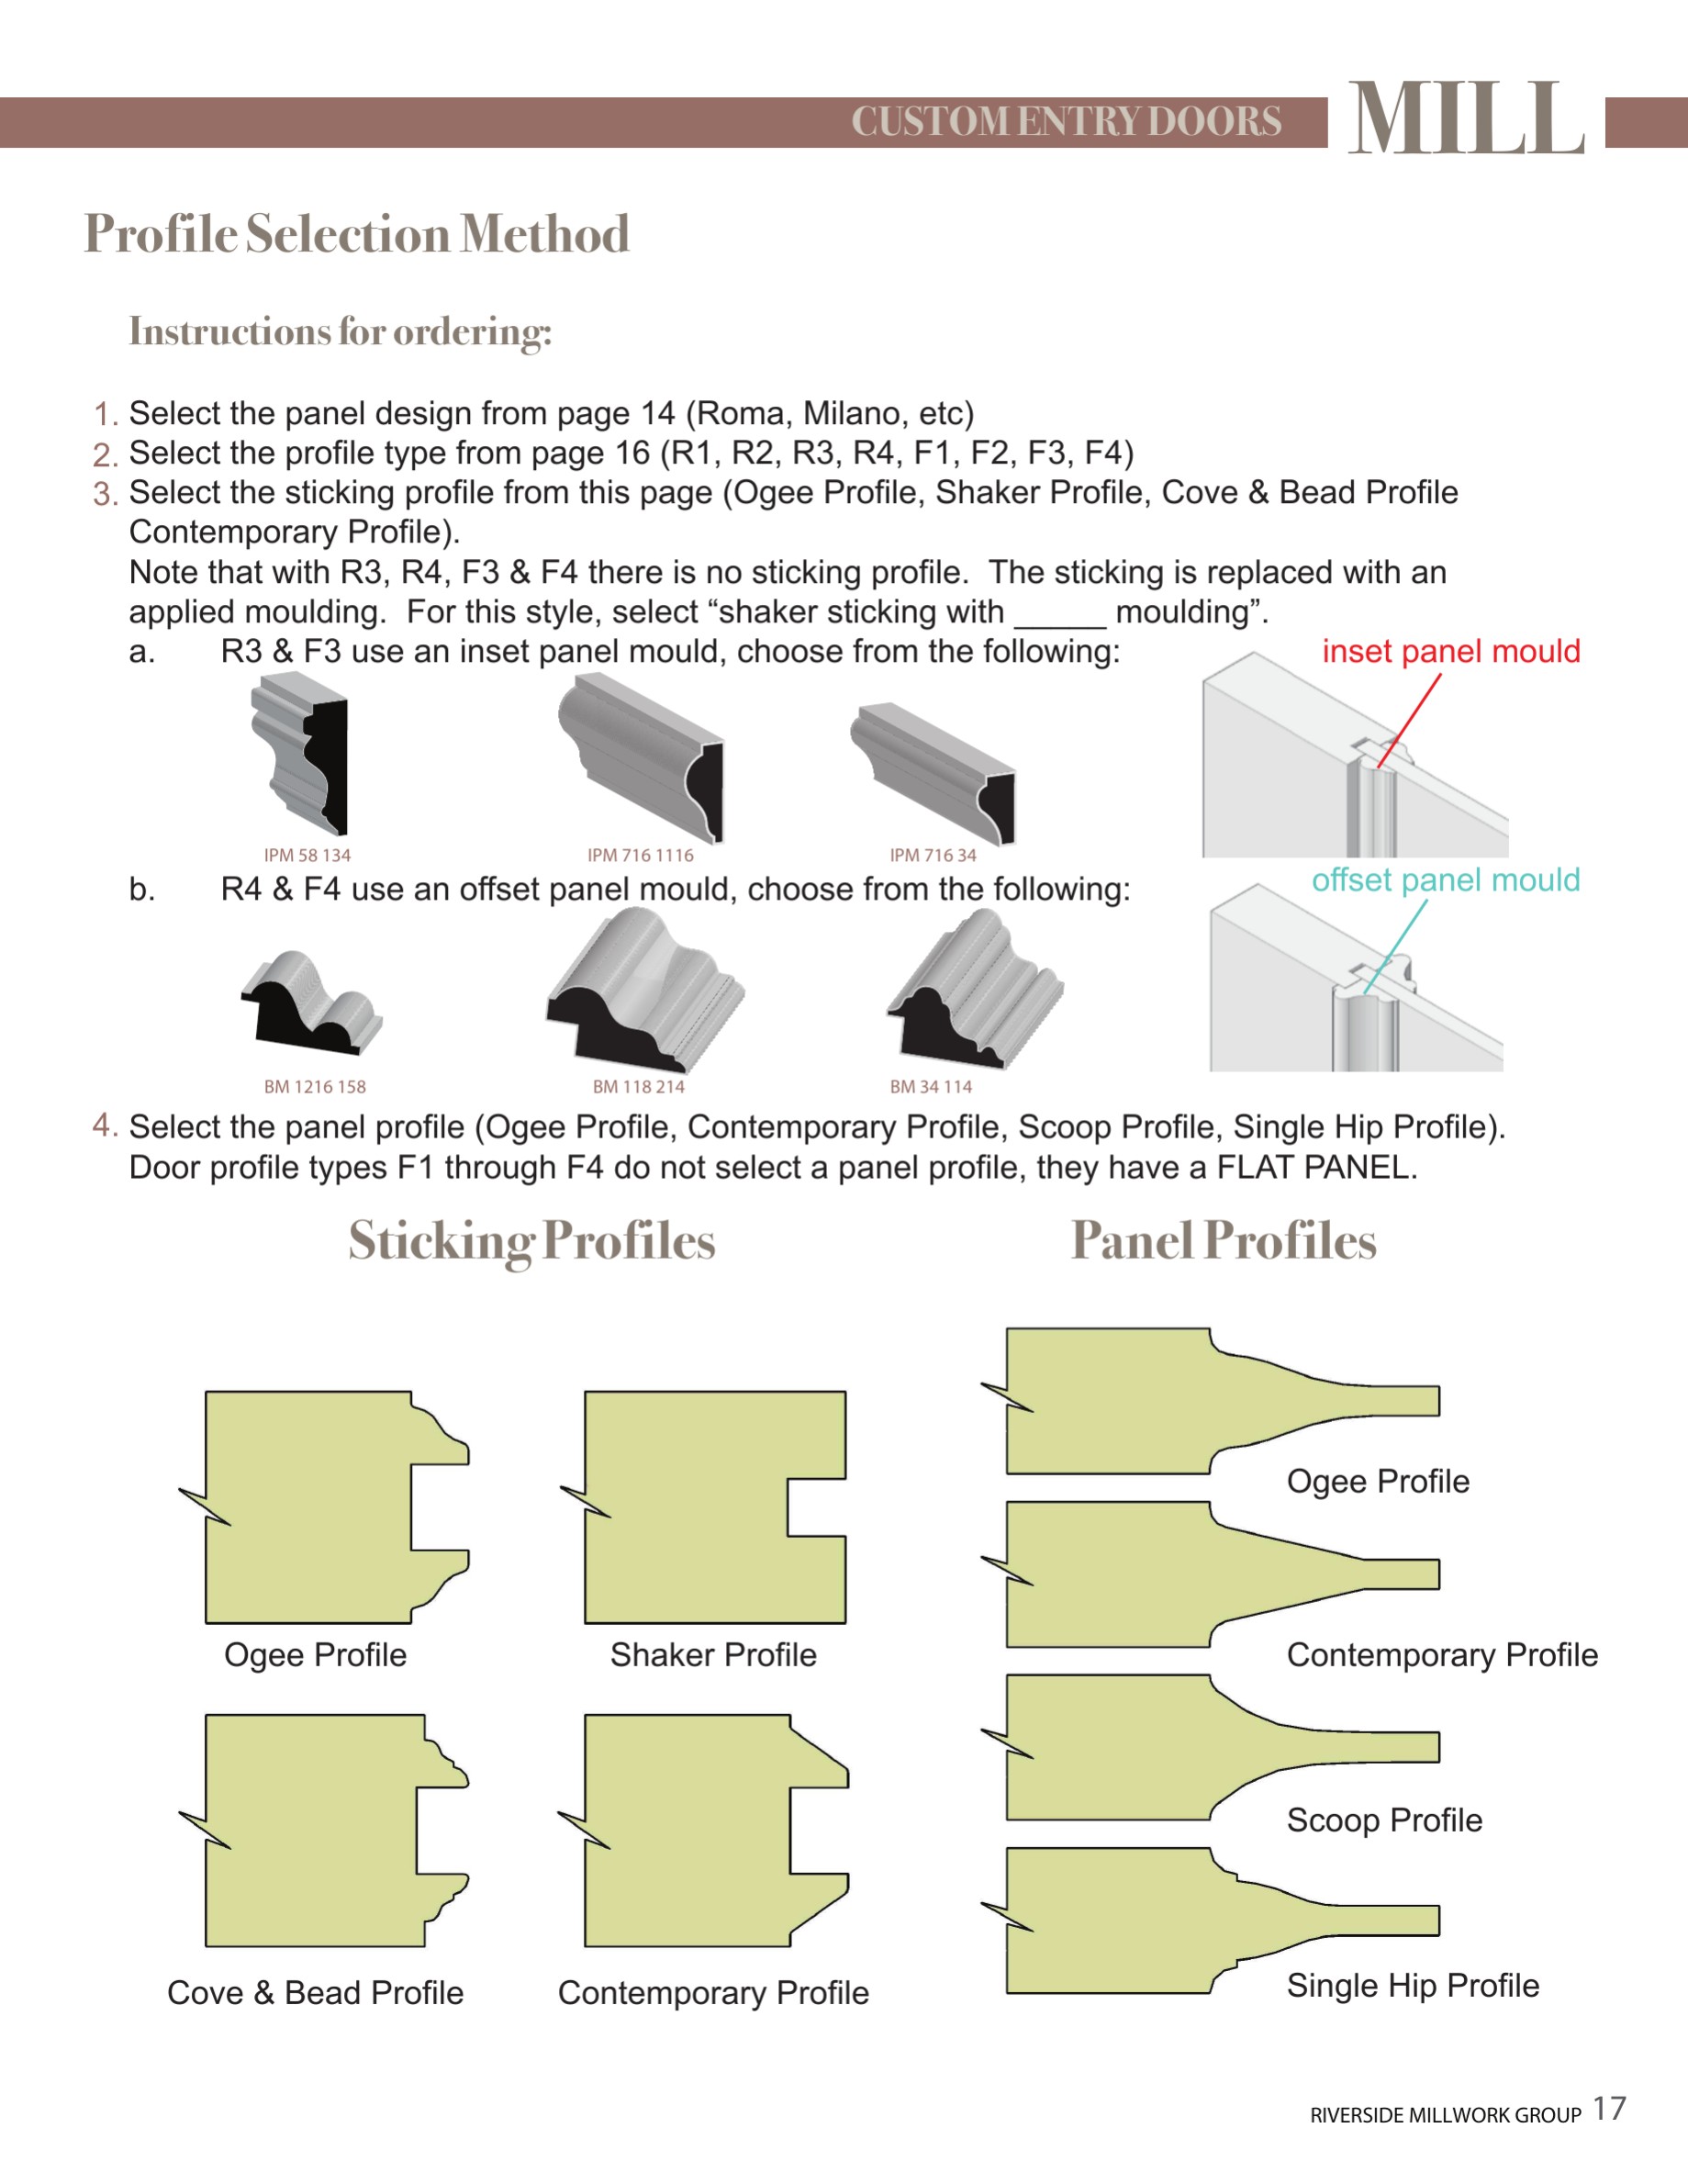 CUSTOM ENTRY DOORS
MILL
Profile Selection Method
Instructions for ordering:
1. Select the panel design from page 14 (Roma, Milano, etc)
2. Select the profile type from page 16 (R1, R2, R3, R4, F1, F2, F3, F4)
3. Select the sticking profile from this page (Ogee Profile, Shaker Profile, Cove & Bead Profile
Contemporary Profile).
Note that with R3, R4, F3 & F4 there is no sticking profile.  The sticking is replaced with an
applied moulding.  For this style, select “shaker sticking with _____ moulding”.
a. R3 & F3 use an inset panel mould, choose from the following:
inset panel mould
IPM 58 134
IPM 716 1116
IPM 716 34
b. R4 & F4 use an offset panel mould, choose from the following:
offset panel mould
BM 1216 158
BM 118 214
BM 34 114
4. Select the panel profile (Ogee Profile, Contemporary Profile, Scoop Profile, Single Hip Profile).
Door profile types F1 through F4 do not select a panel profile, they have a FLAT PANEL.
Sticking Profiles
Ogee Profile
Shaker Profile
Cove & Bead Profile
Contemporary Profile
Panel Profiles
Ogee Profile
Contemporary Profile
Scoop Profile
Single Hip Profile
RIVERSIDE MILLWORK GROUP 17